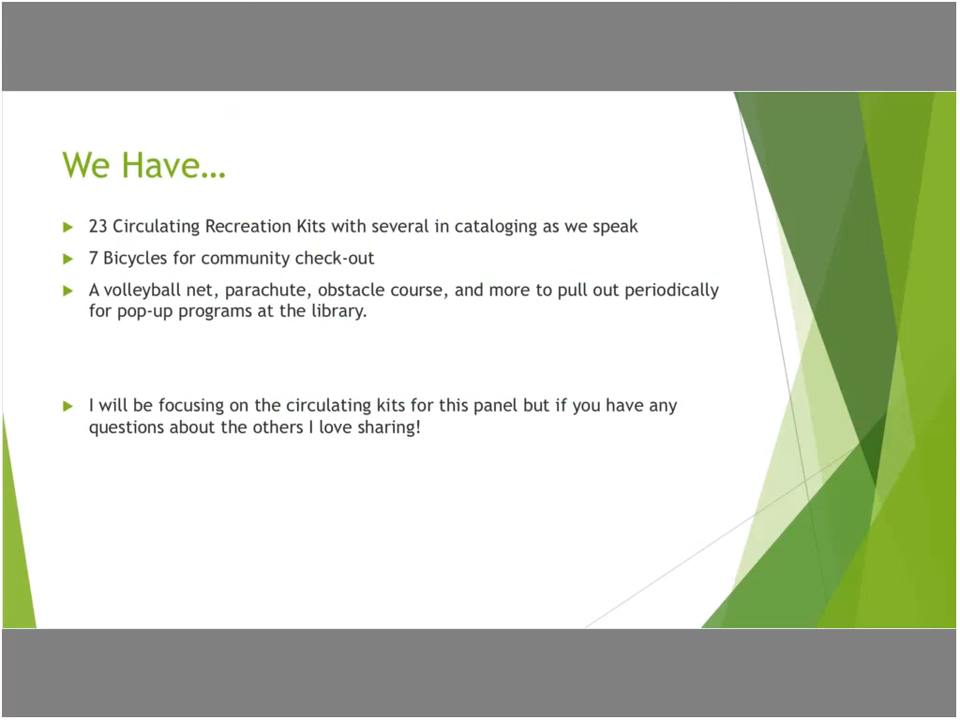 We Have…
23 Circulating Recreation Kits with several in cataloging as we speak
7 Bicycles for community check-out
A volleyball net, parachute, obstacle course, and more to pull out periodically
for pop-up programs at the library.
I will be focusing on the circulating kits for this panel but if you have any
questions about the others I love sharing!